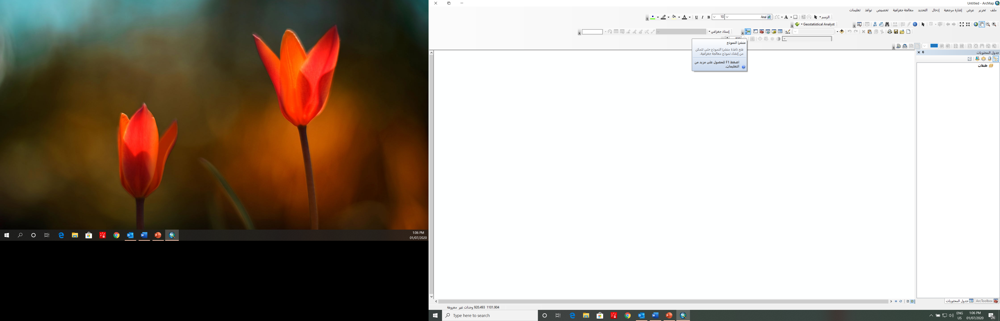 Untitled - ArcMap
ملف تحرير عرض إشارة مرجعية إدخال التحديد معالجة جغرافية تخصيص نوافذ تعليمات
الرسم A Arial 10 B I U A
Geostatistical Analyst
إسناد جغرافي
500
منشئ النموذج
فتح نافذة منشئ النموذج حتى تتمكن
من إنشاء نموذج معالجة جغرافية.
اضغط F1 للحصول على مزيد من
التعليمات.
جدول المحتويات
طبقات
ArcToolbox جدول المحتويات
920.493 1101.904 وحدات غير معروفة
1:06 PM
01/07/2020
Type here to search
ENG
US
1:06 PM
01/07/2020
26